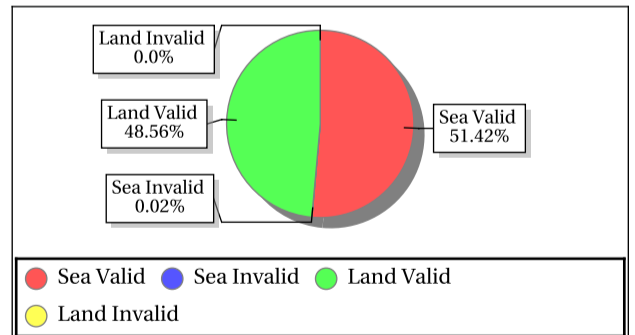 Land Invalid
0.0%
Land Valid
48.56%
Sea Valid
51.42%
Sea Invalid
0.02%
Sea Valid Sea Invalid Land Valid
Land Invalid